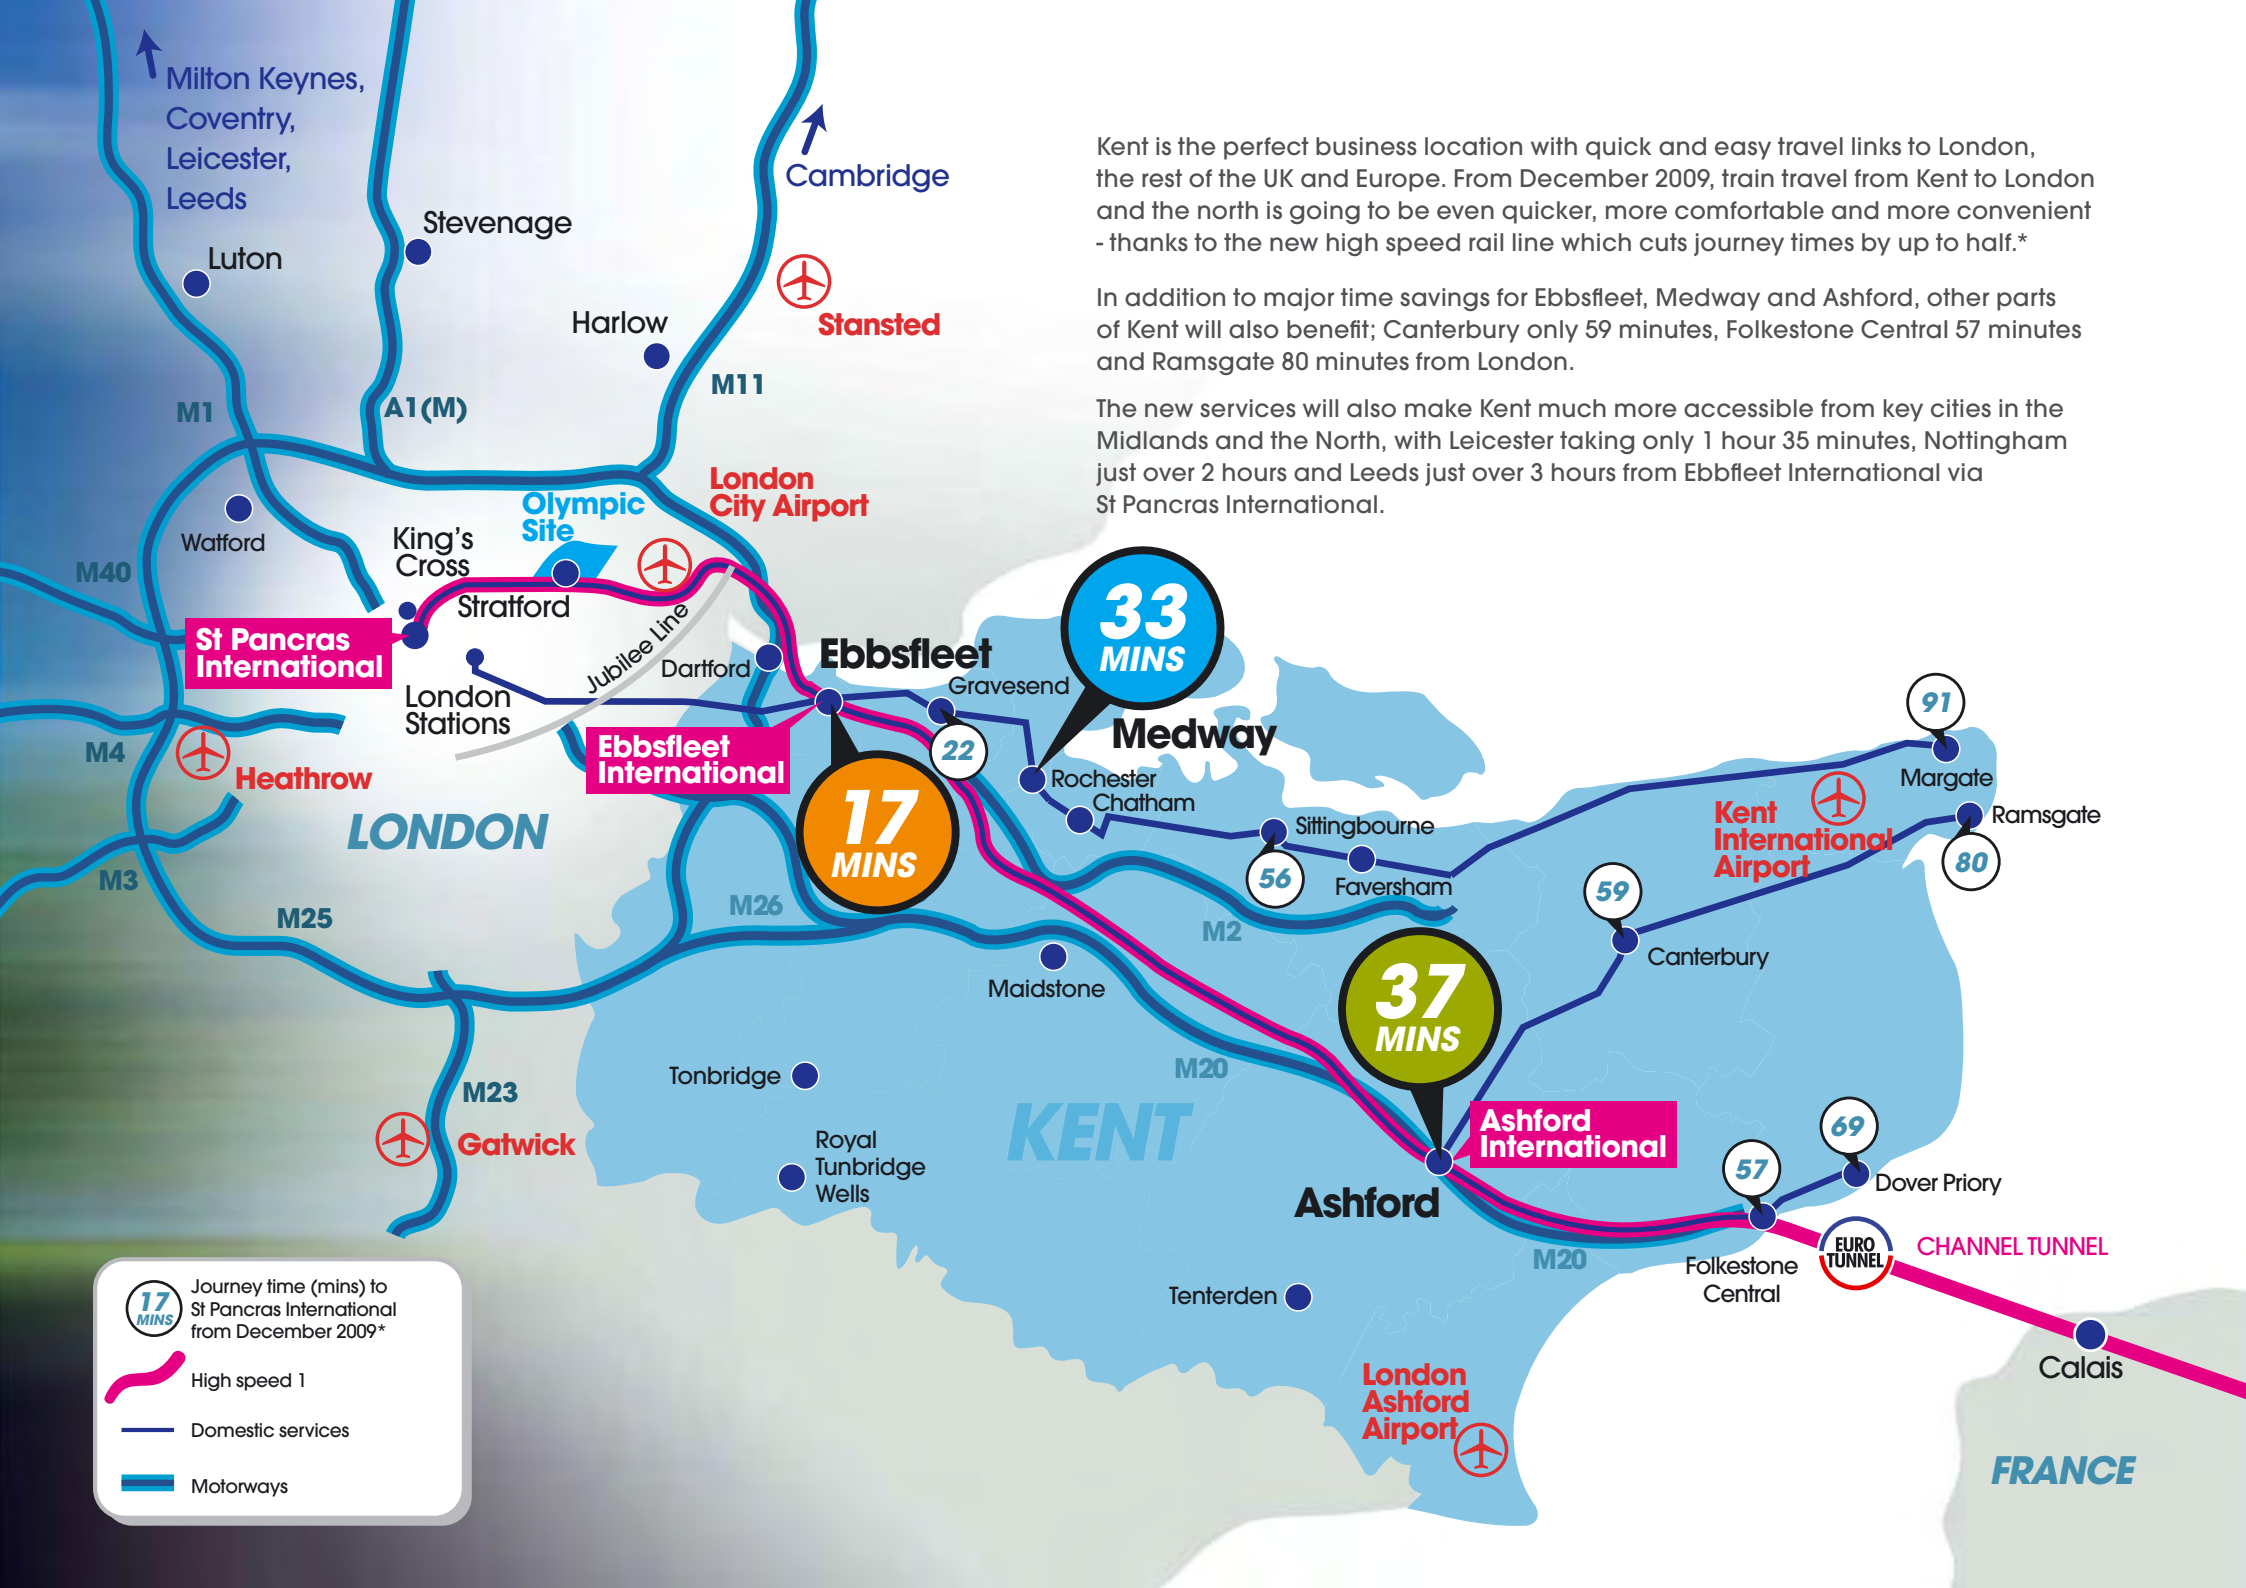 Milton Keynes,
Coventry,
Leicester,
Leeds
Cambridge
Stevenage
Luton
Harlow
Stansted
M11
M1
A1(M)
Kent is the perfect business location with quick and easy travel links to London,
the rest of the UK and Europe. From December 2009, train travel from Kent to London
and the north is going to be even quicker, more comfortable and more convenient
- thanks to the new high speed rail line which cuts journey times by up to half.*
In addition to major time savings for Ebbsfleet, Medway and Ashford, other parts
of Kent will also benefit; Canterbury only 59 minutes, Folkestone Central 57 minutes
and Ramsgate 80 minutes from London.
The new services will also make Kent much more accessible from key cities in the
Midlands and the North, with Leicester taking only 1 hour 35 minutes, Nottingham
just over 2 hours and Leeds just over 3 hours from Ebbfleet International via
St Pancras International.
London
City Airport
Olympic
Site
King's
Cross
Watford
M40
Stratford
St Pancras
International
Jubilee Line
Dartford
London
Stations
Ebbsfleet
Gravesend
33
MINS
Medway
22
Ebbsfleet
International
M4
Heathrow
17
MINS
Rochester
Chatham
Sittingbourne
56
Faversham
91
Margate
Kent
International
Airport
Ramsgate
80
59
Canterbury
LONDON
M3
M25
M26
M2
Maidstone
37
MINS
M20
M23
Gatwick
Tonbridge
Royal
Tunbridge
Wells
KENT
Ashford
International
Ashford
57
69
Dover Priory
M20
Folkestone
Central
EURO
TUNNEL
CHANNEL TUNNEL
Calais
FRANCE
Tenterden
London
Ashford
Airport
17
MINS
Journey time (mins) to
St Pancras International
from December 2009*
High speed 1
Domestic services
Motorways